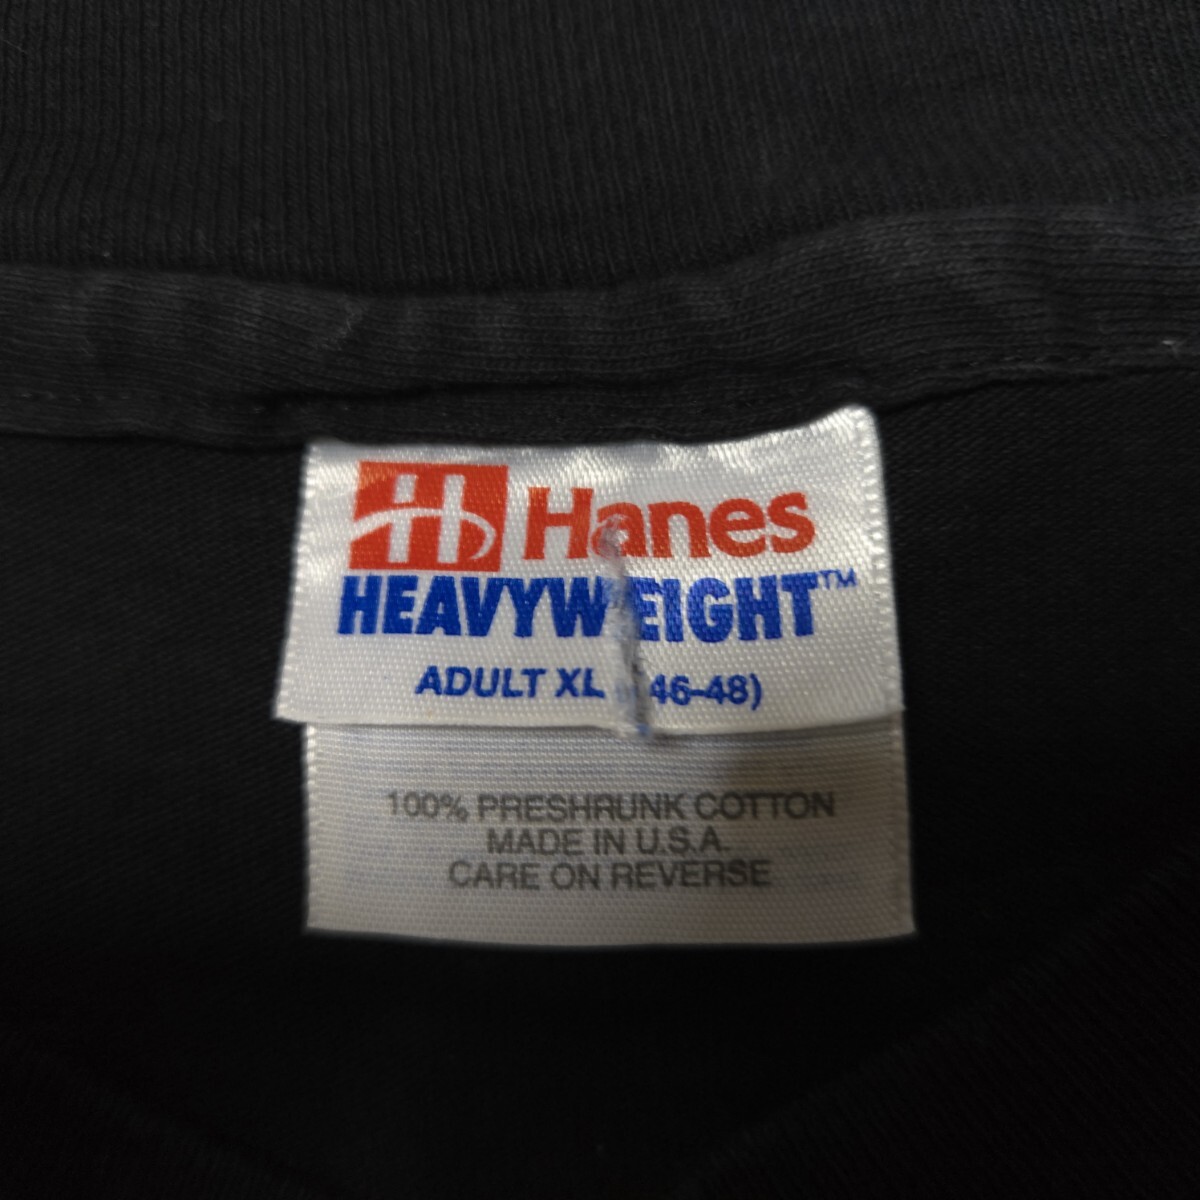 H Hanes
HEAVYWEIGHT™
ADULT XL (46-48)
100% PRESHRUNK COTTON
MADE IN U.S.A.
CARE ON REVERSE